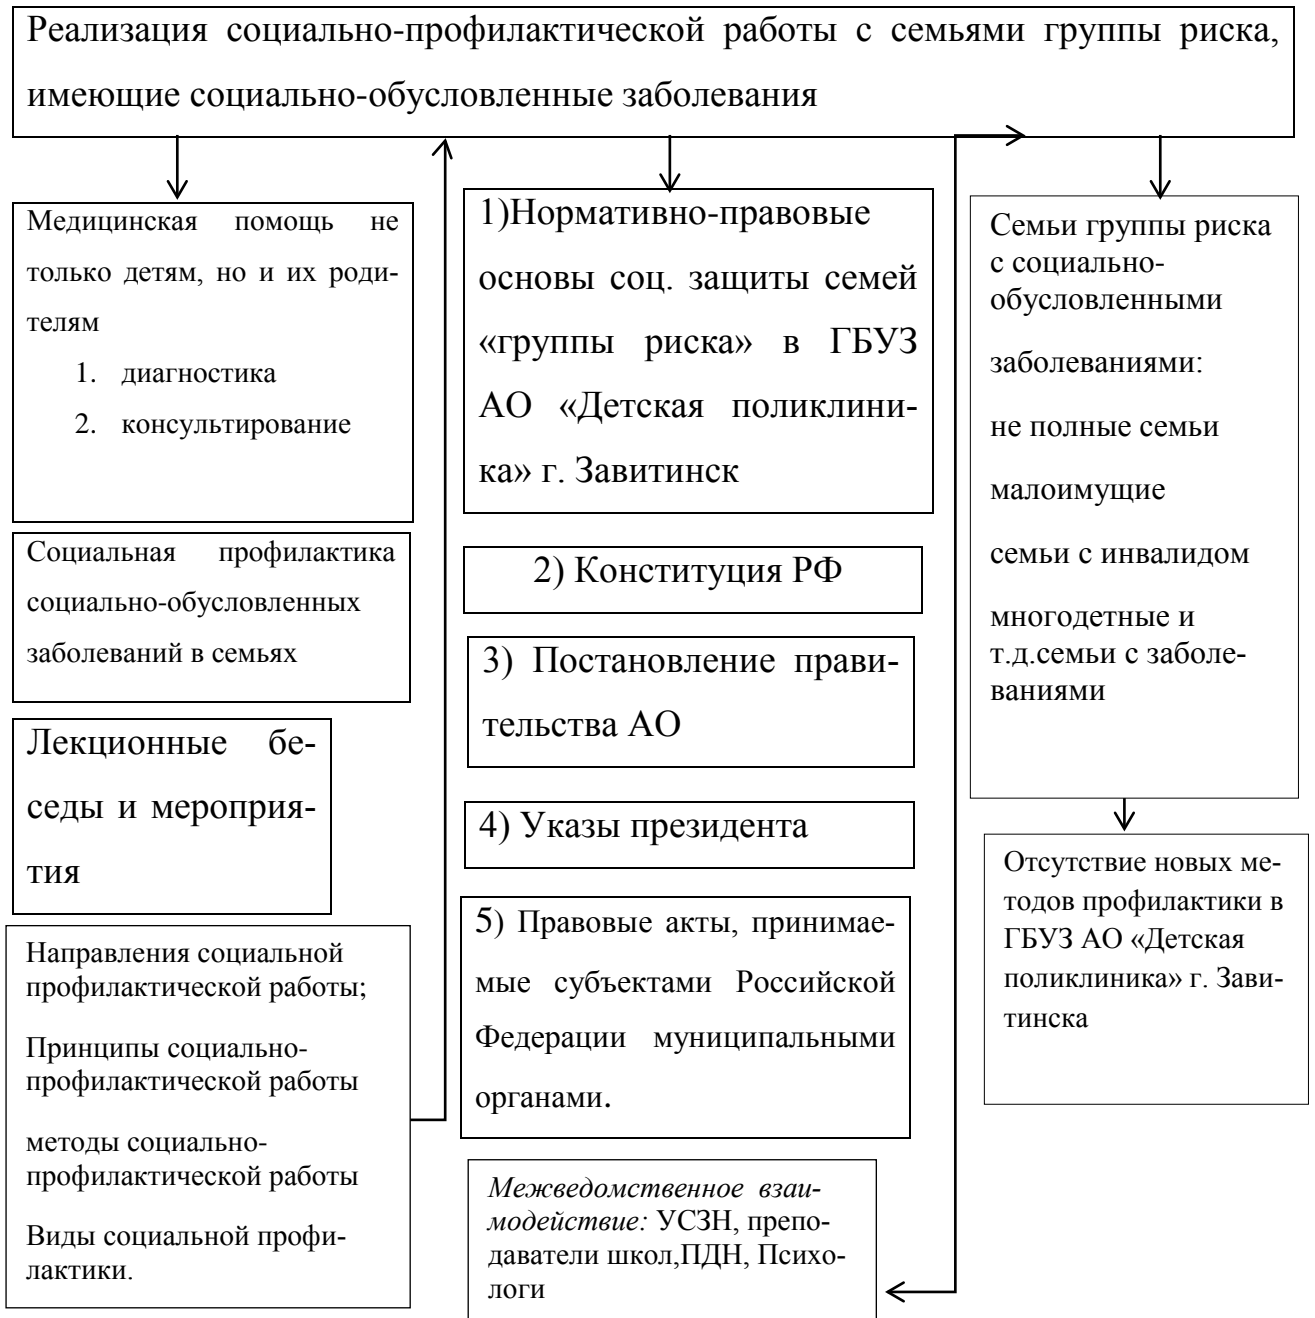 Реализация социально-профилактической работы с семьями группы риска,
имеющие социально-обусловленные заболевания
Медицинская помощь не
только детям, но и их роди-
телям
1. диагностика
2. консультирование
Социальная профилактика
социально-обусловленных
заболеваний в семьях
Лекционные бе-
седы и мероприя-
тия
Направления социальной
профилактической работы;
Принципы социально-
профилактической работы
методы социально-
профилактической работы
Виды социальной профи-
лактики.
1)Нормативно-правовые
основы соц. защиты семей
«группы риска» в ГБУЗ
АО «Детская поликлини-
ка» г. Завитинск
2) Конституция РФ
3) Постановление прави-
тельства АО
4) Указы президента
5) Правовые акты, принимае-
мые субъектами Российской
Федерации муниципальными
органами.
Межведомственное взаи-
модействие: УСЗН, препо-
даватели школ,ПДН, Психо-
логи
Семьи группы риска
с социально-
обусловленными
заболеваниями:
не полные семьи
малоимущие
семьи с инвалидом
многодетные и
т.д.семьи с заболе-
ваниями
Отсутствие новых ме-
тодов профилактики в
ГБУЗ АО «Детская
поликлиника» г. Зави-
тинска